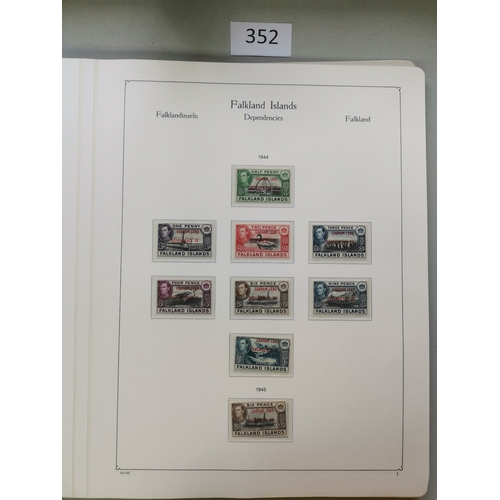 352
Falkland Islands
Falklandinseln Dependencies Falkland
1944
HALF PENNY
FALKLAND ISLANDS
ONE PENNY TWO PENCE THREE PENCE
FALKLAND ISLANDS FALKLAND ISLANDS FALKLAND ISLANDS
FOUR PENCE SIX PENCE NINE PENCE
FALKLAND ISLANDS FALKLAND ISLANDS FALKLAND ISLANDS
FALKLAND ISLANDS
1945
SIX PENCE
FALKLAND ISLANDS
1